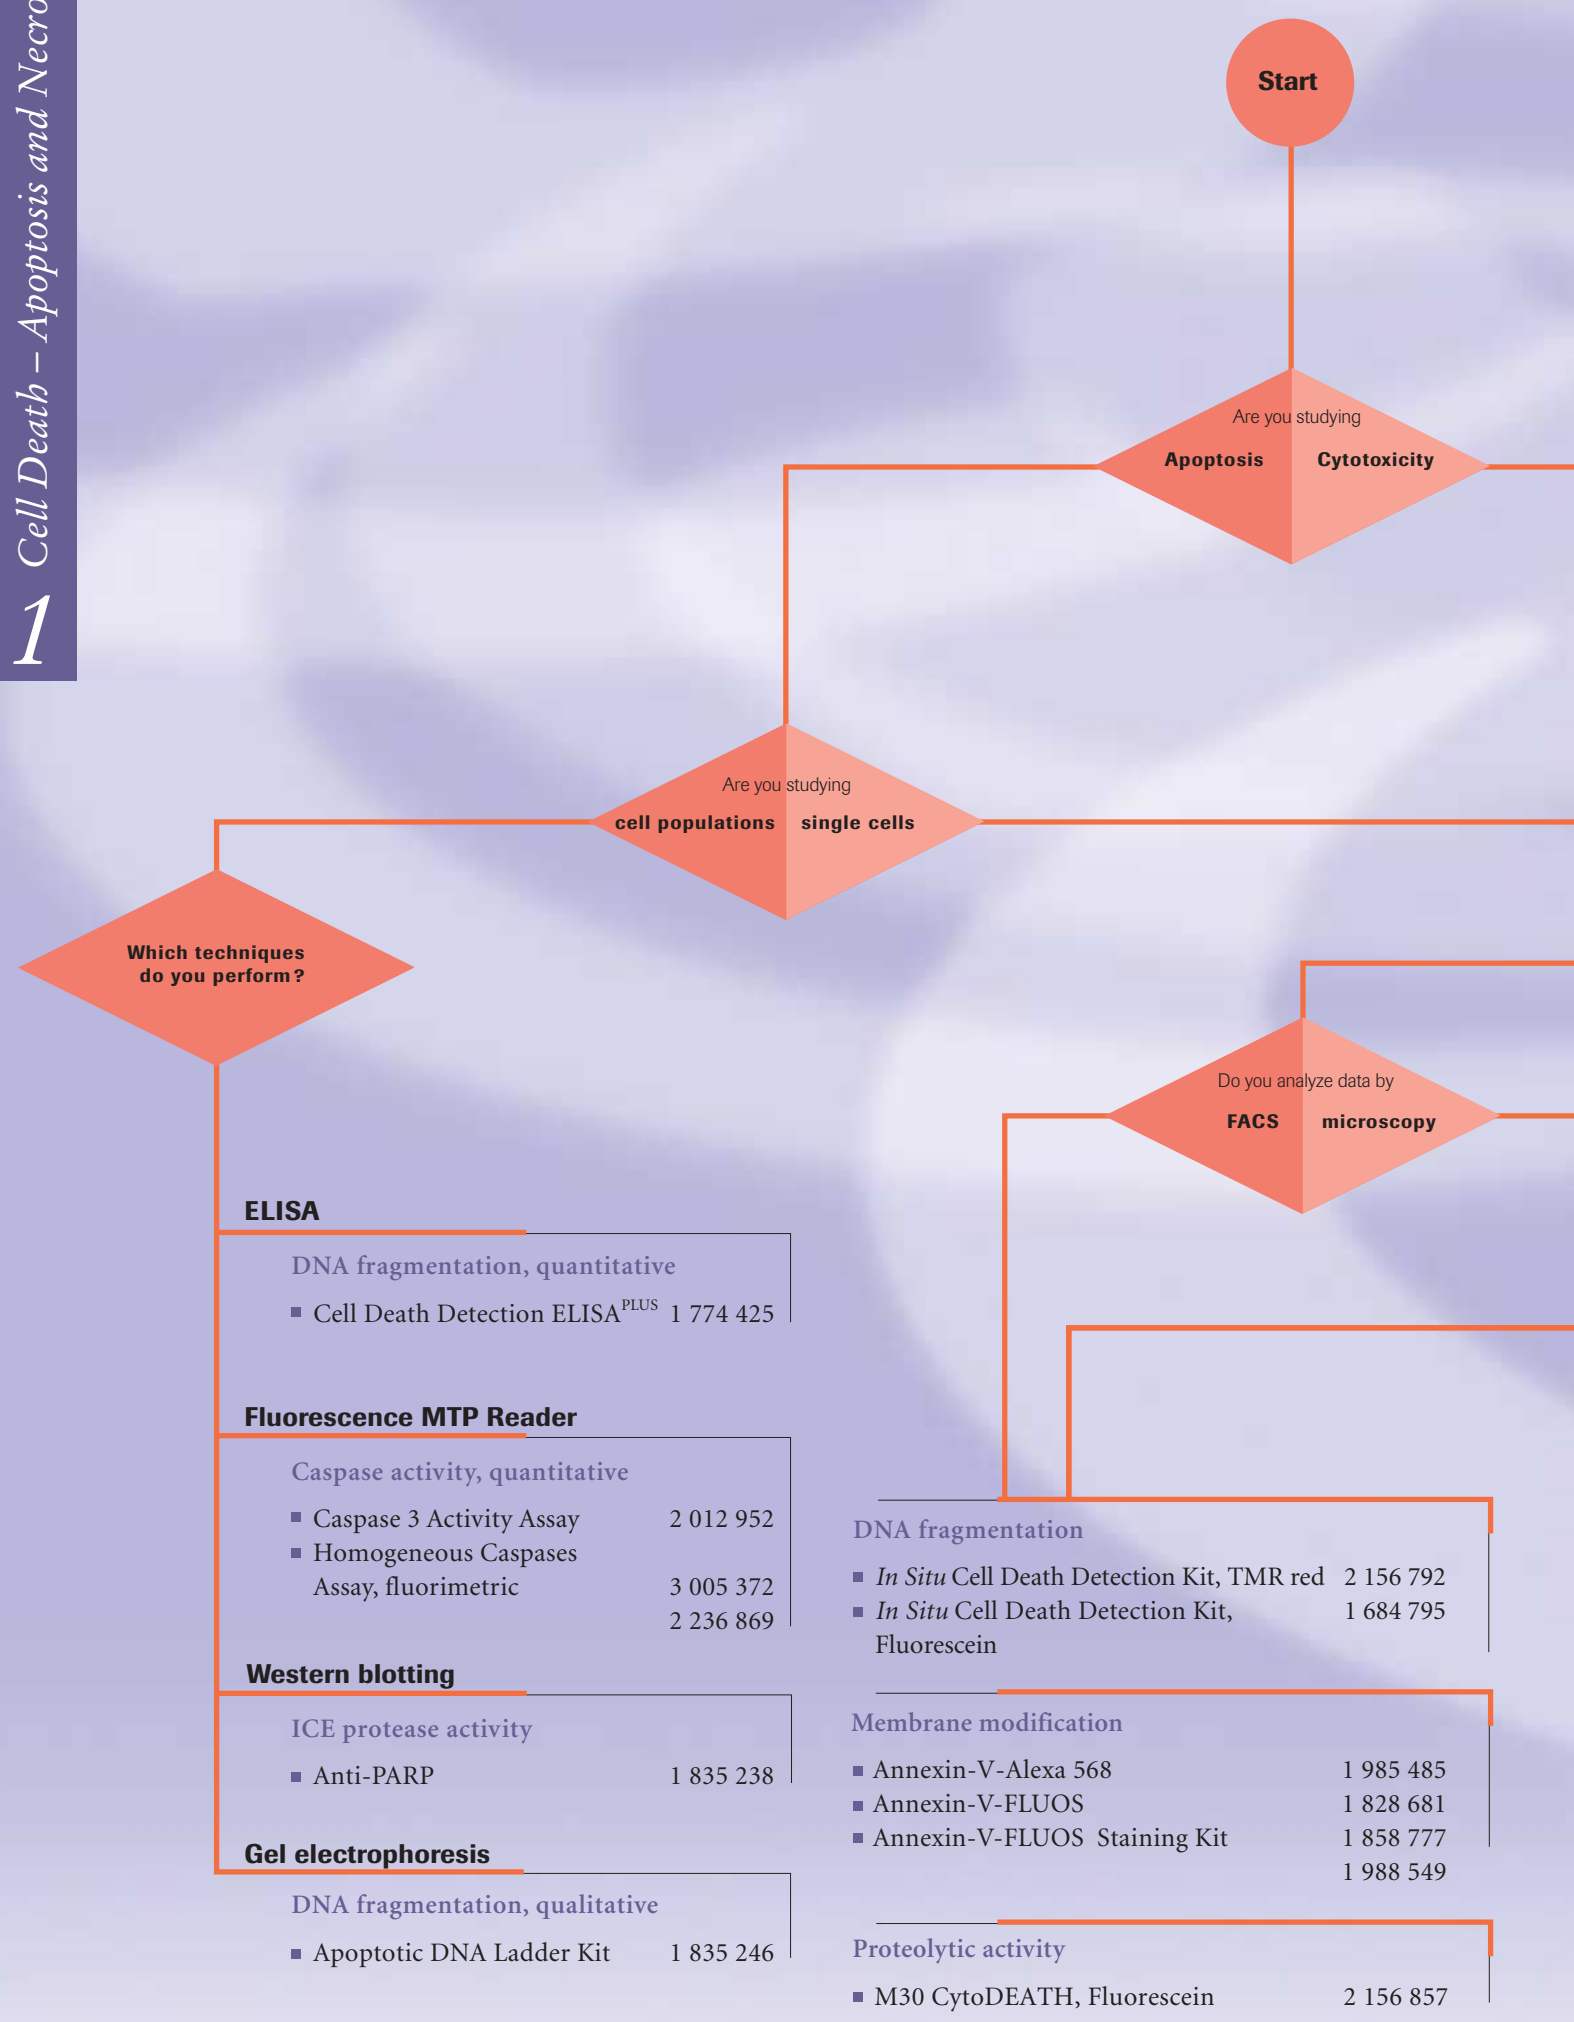 Cell Death – Apoptosis and Necro
1
Start
Are you studying
Apoptosis Cytotoxicity
Are you studying
cell populations single cells
Which techniques
do you perform?
Do you analyze data by
FACS microscopy
ELISA
DNA fragmentation, quantitative
Cell Death Detection ELISAPLUS 1 774 425
Fluorescence MTP Reader
Caspase activity, quantitative
Caspase 3 Activity Assay 2 012 952
Homogeneous Caspases
Assay, fluorimetric 3 005 372
2 236 869
Western blotting
ICE protease activity
Anti-PARP 1 835 238
Gel electrophoresis
DNA fragmentation, qualitative
Apoptotic DNA Ladder Kit 1 835 246
DNA fragmentation
In Situ Cell Death Detection Kit, TMR red 2 156 792
In Situ Cell Death Detection Kit, 1 684 795
Fluorescein
Membrane modification
Annexin-V-Alexa 568 1 985 485
Annexin-V-FLUOS 1 828 681
Annexin-V-FLUOS Staining Kit 1 858 777
1 988 549
Proteolytic activity
M30 CytoDEATH, Fluorescein 2 156 857